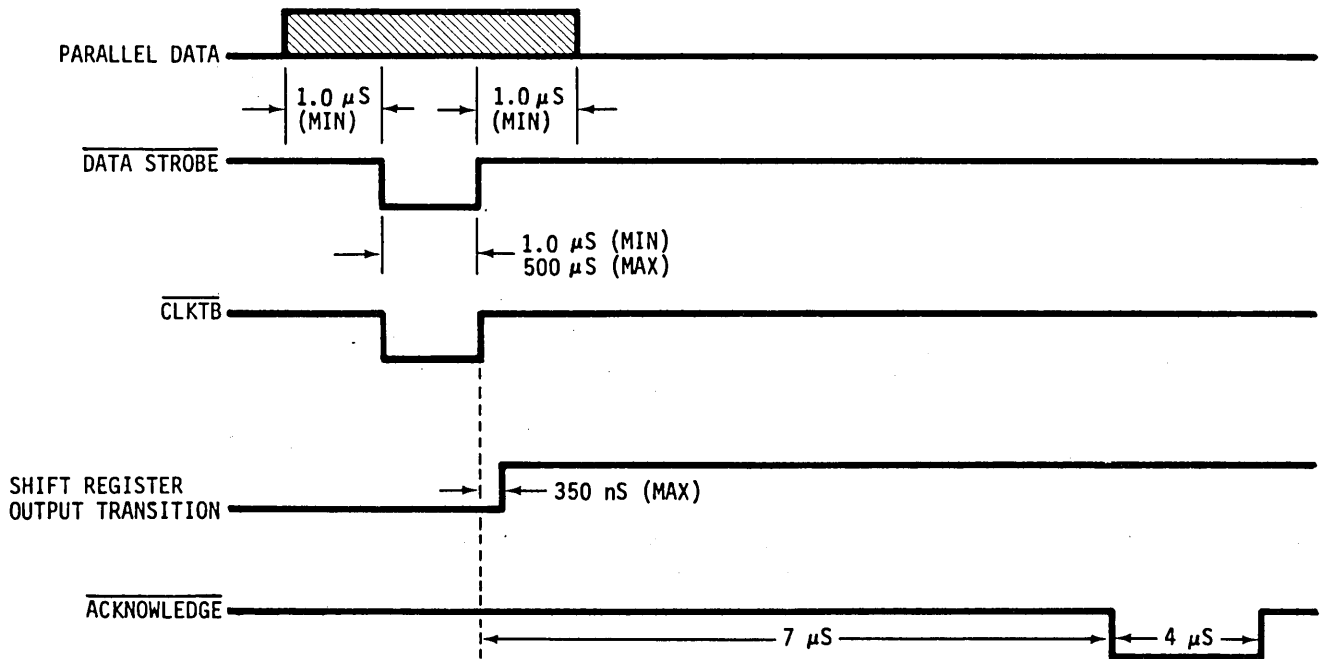 PARALLEL DATA
1.0 μS
(MIN)
1.0 μS
(MIN)
DATA STROBE
1.0 μS (MIN)
500 μS (MAX)
CLKTB
SHIFT REGISTER
OUTPUT TRANSITION
350 nS (MAX)
ACKNOWLEDGE
7 μS
4 μS